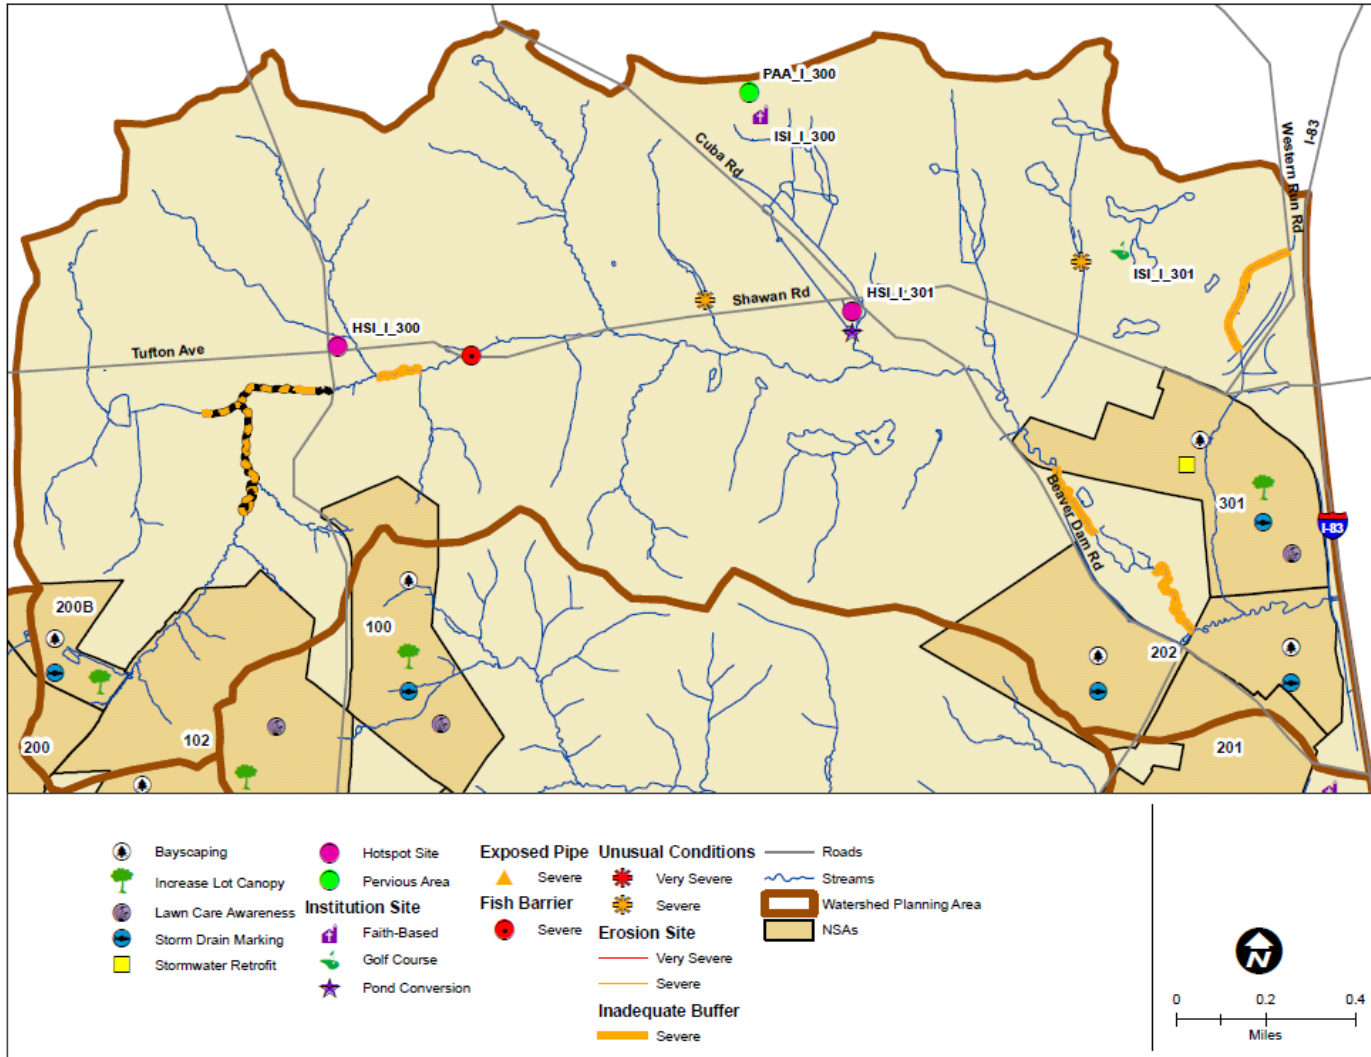 PAA_I_300
ISI_I_300
Cuba Rd
Western Run Rd
I-83
ISI_I_301
HSI_I_301
Shawan Rd
HSI_I_300
Tufton Ave
Beaver Dam Rd
301
I-83
200B
100
202
200
102
201
Bayscaping
Increase Lot Canopy
Lawn Care Awareness
Storm Drain Marking
Stormwater Retrofit
Hotspot Site
Pervious Area
Institution Site
Faith-Based
Golf Course
Pond Conversion
Exposed Pipe
Severe
Fish Barrier
Severe
Unusual Conditions
Very Severe
Severe
Erosion Site
Very Severe
Severe
Inadequate Buffer
Severe
Roads
Streams
Watershed Planning Area
NSAs
N
0 0.2 0.4
Miles